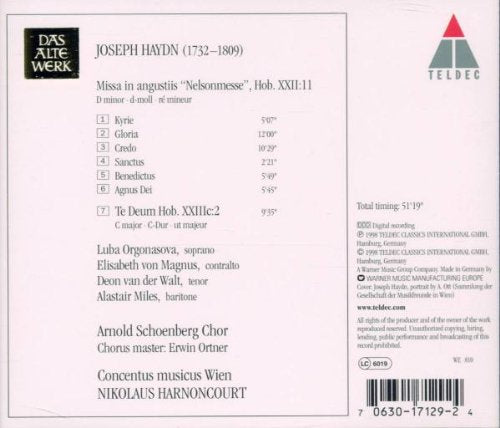 DAS
ALTE
WERK
JOSEPH HAYDN (1732–1809)
TELDEC
Missa in angustiis “Nelsonmesse”, Hob. XXII:11
D minor · d-moll · ré mineur
1 Kyrie 5'07"
2 Gloria 12'00"
3 Credo 10'29"
4 Sanctus 2'21"
5 Benedictus 5'49"
6 Agnus Dei 5'45"
7 Te Deum Hob. XXIIIc:2 9'35"
C major · C-Dur · ut majeur
Luba Orgonasova, soprano
Elisabeth von Magnus, contralto
Deon van der Walt, tenor
Alastair Miles, baritone
Arnold Schoenberg Chor
Chorus master: Erwin Ortner
Concentus musicus Wien
NIKOLAUS HARNONCOURT
Total timing: 51'19"
DDD Digital recording
℗ 1998 TELDEC CLASSICS INTERNATIONAL GMBH,
Hamburg, Germany
© 1998 TELDEC CLASSICS INTERNATIONAL GMBH,
Hamburg, Germany
A Warner Music Group Company. Made in Germany by
WARNER MUSIC MANUFACTURING EUROPE
Cover: Joseph Haydn, portrait by A. Ott (Sammlung der
Gesellschaft der Musikfreunde in Wien)
www.teldec.com
All rights of the producer and of the owner of the work
reproduced reserved. Unauthorized copying, hiring,
lending, public performance and broadcasting of this
record prohibited.
LC 6019
WE 810
7 0630-17129-2 4